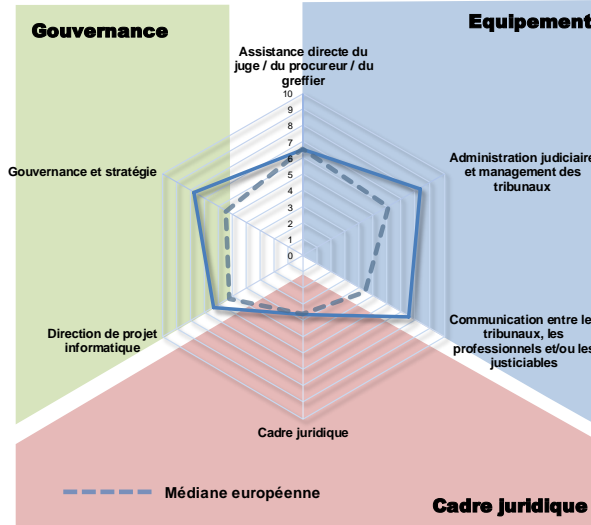 Gouvernance
Equipement
Assistance directe du
juge / du procureur / du
greffier
10
9
8
7
6
5
4
3
2
1
0
Gouvernance et stratégie
Administration judiciaire
et management des
tribunaux
Direction de projet
informatique
Communication entre le
tribunaux, les
professionnels et/ou les
justiciables
Cadre juridique
Médiane européenne
Cadre juridique